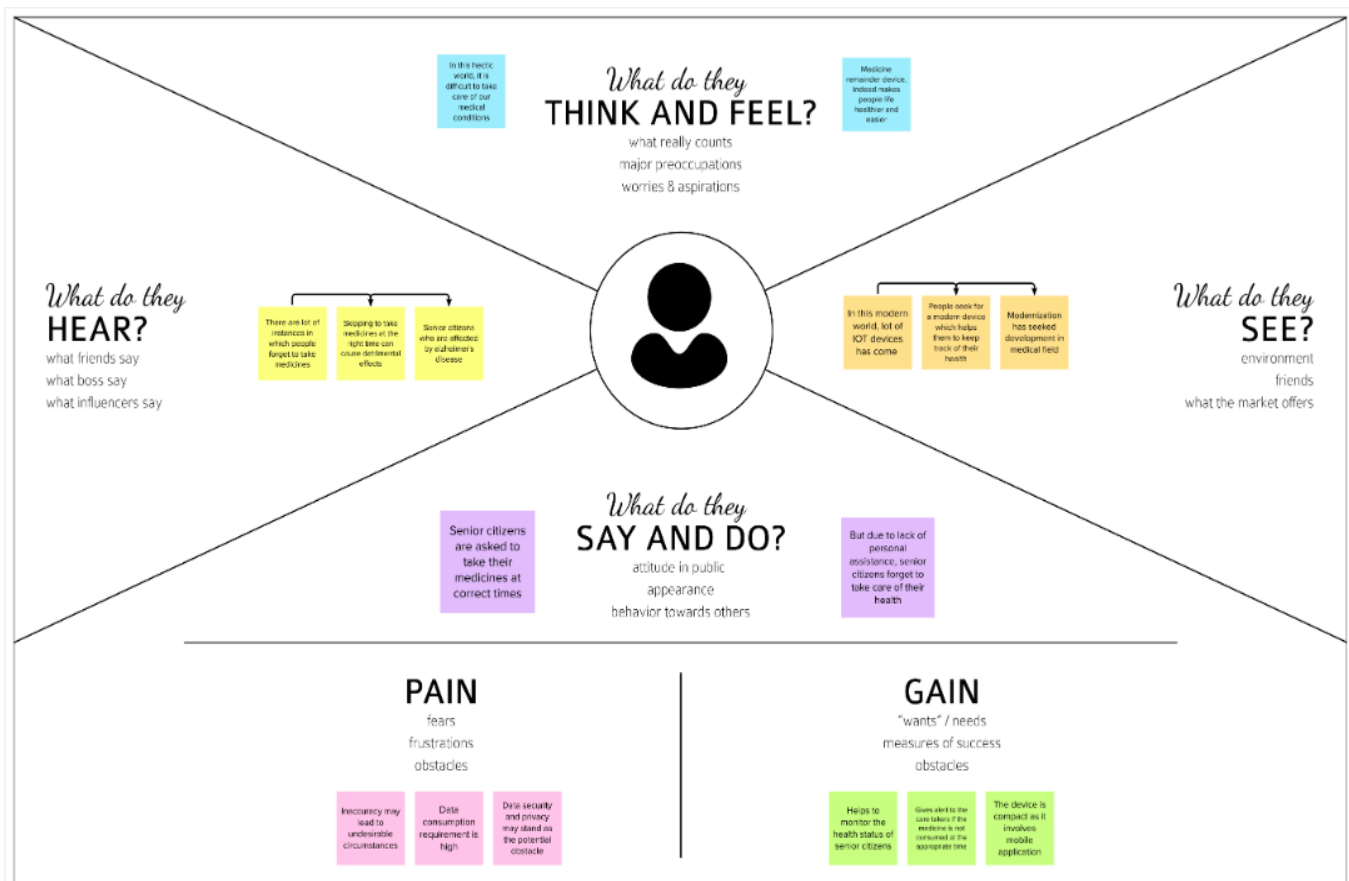 In this hectic
world, it is
difficult to take
care of our
medical
conditions
What do they
THINK AND FEEL?
what really counts
major preoccupations
worries & aspirations
Medicine
remainder device,
indeed makes
people life
healthier and
easier
What do they
HEAR?
what friends say
what boss say
what influencers say
There are lot of
instances in
which people
forget to take
medicines
Skipping to take
medicines at the
right time can
cause detrimental
effects
Senior citizens
who are affected
by alzheimer's
disease
In this modern
world, lot of
IOT devices
has come
People seek for
a modern device
which helps
them to keep
track of their
health
Modernization
has seeked
development in
medical field
What do they
SEE?
environment
friends
what the market offers
Senior citizens
are asked to
take their
medicines at
correct times
What do they
SAY AND DO?
attitude in public
appearance
behavior towards others
But due to lack of
personal
assistance, senior
citizens forget to
take care of their
health
PAIN
fears
frustrations
obstacles
Inaccuracy may
lead to
undesirable
circumstances
Data
consumption
requirement is
high
Data security
and privacy
may stand as
the potential
obstacle
GAIN
"wants" / needs
measures of success
obstacles
Helps to
monitor the
health status of
senior citizens
Gives alert to the
care takers if the
medicine is not
consumed at the
appropriate time
The device is
compact as it
involves
mobile
application